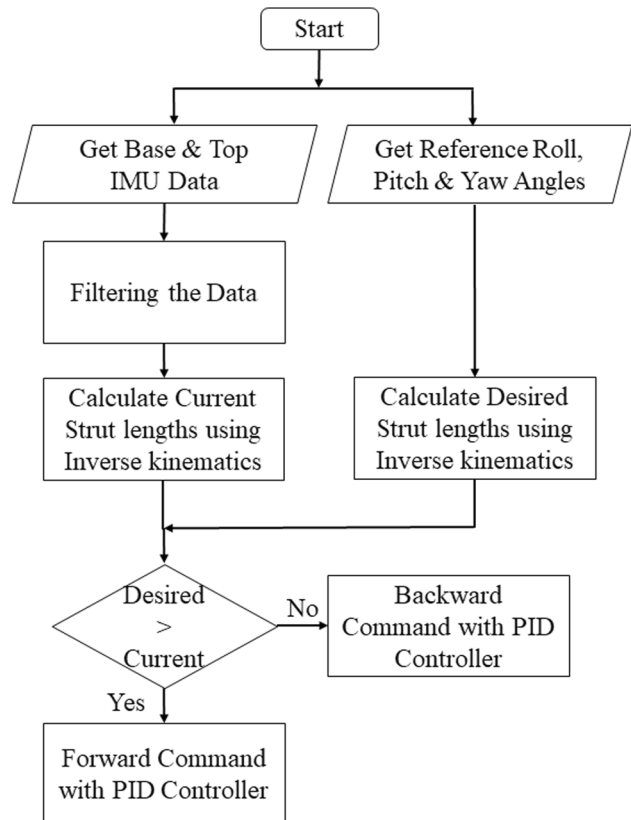 Start
Get Base & Top
IMU Data
Get Reference Roll,
Pitch & Yaw Angles
Filtering the Data
Calculate Current
Strut lengths using
Inverse kinematics
Calculate Desired
Strut lengths using
Inverse kinematics
Desired
>
Current
No
Backward
Command with PID
Controller
Yes
Forward Command
with PID Controller